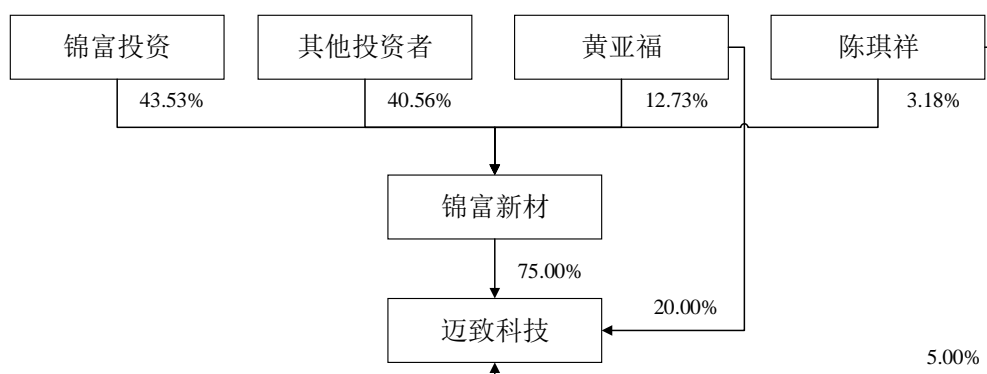 锦富投资
其他投资者
黄亚福
陈琪祥
43.53%
40.56%
12.73%
3.18%
锦富新材
75.00%
20.00%
迈致科技
5.00%